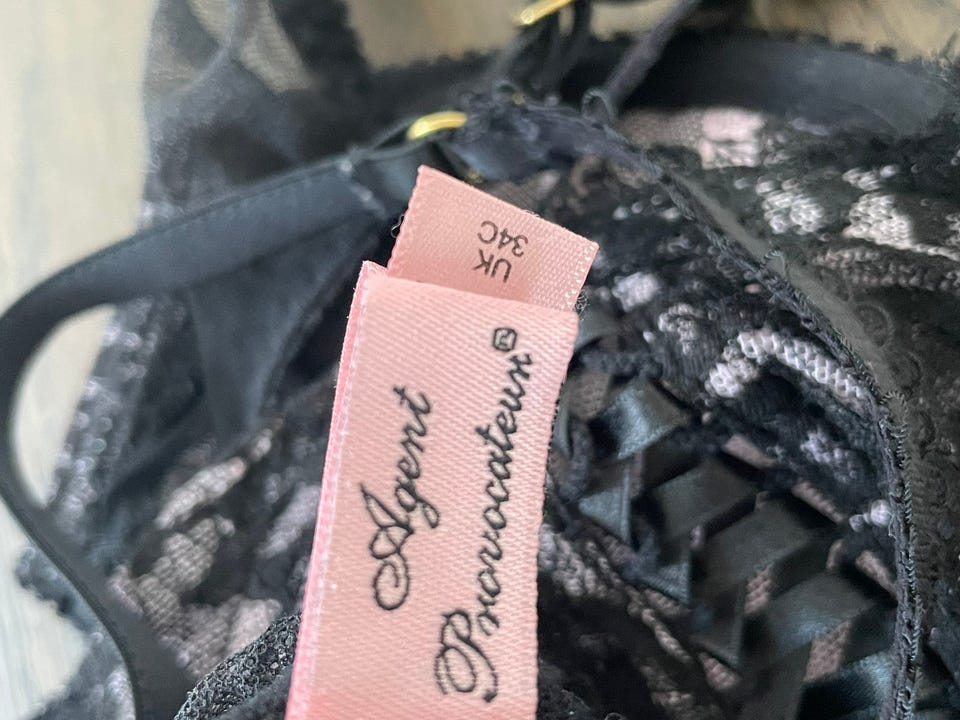 UK
34C
Agent
Provocateur